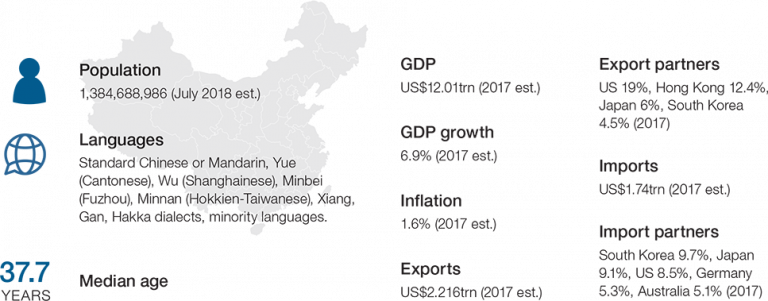 Population
1,384,688,986 (July 2018 est.)
Languages
Standard Chinese or Mandarin, Yue
(Cantonese), Wu (Shanghainese), Minbei
(Fuzhou), Minnan (Hokkien-Taiwanese), Xiang,
Gan, Hakka dialects, minority languages.
37.7
YEARS
Median age
GDP
US$12.01trn (2017 est.)
GDP growth
6.9% (2017 est.)
Inflation
1.6% (2017 est.)
Exports
US$2.216trn (2017 est.)
Export partners
US 19%, Hong Kong 12.4%,
Japan 6%, South Korea
4.5% (2017)
Imports
US$1.74trn (2017 est.)
Import partners
South Korea 9.7%, Japan
9.1%, US 8.5%, Germany
5.3%, Australia 5.1% (2017)